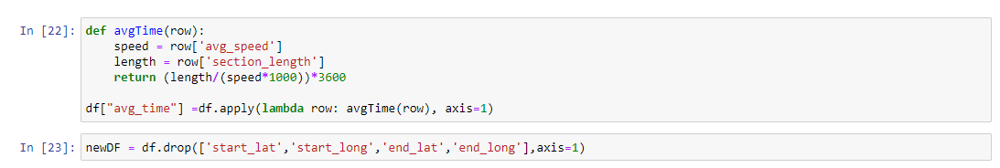 In [22]: def avgTime(row):
    speed = row['avg_speed']
    length = row['section_length']
    return (length/(speed*1000))*3600
df["avg_time"] =df.apply(lambda row: avgTime(row), axis=1)
In [23]: newDF = df.drop(['start_lat','start_long','end_lat','end_long'],axis=1)